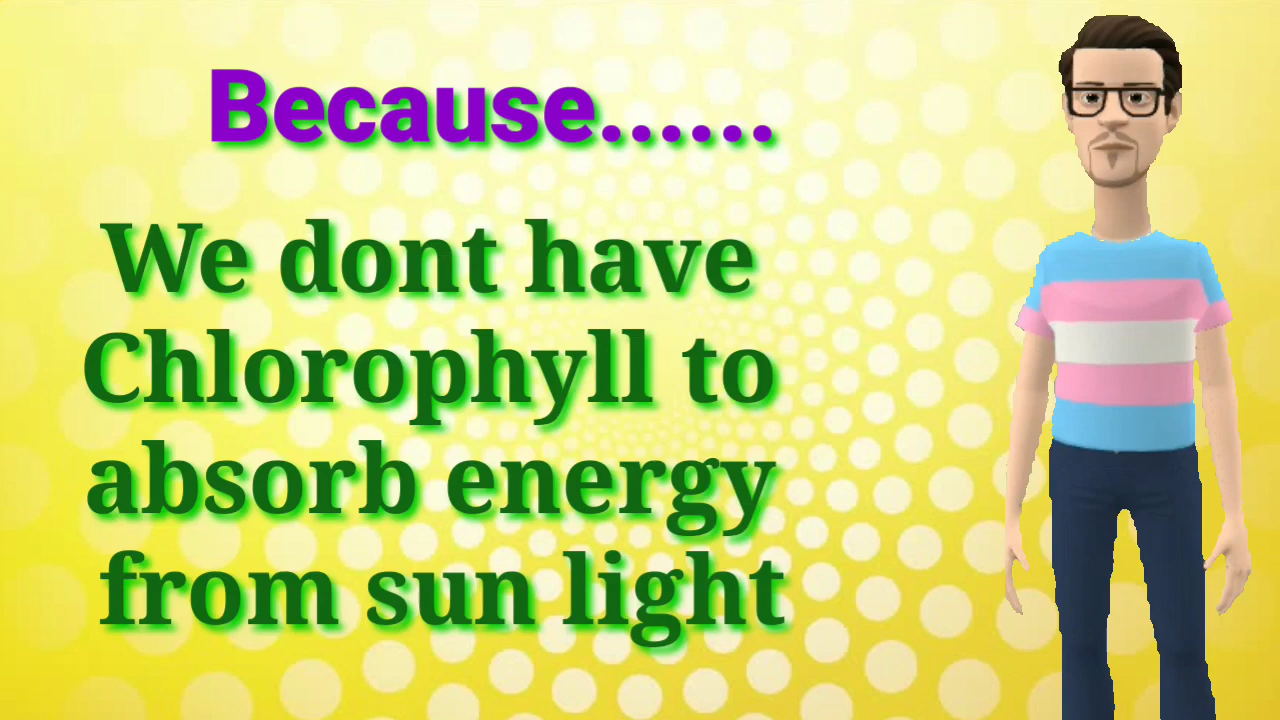 Because......
We dont have
Chlorophyll to
absorb energy
from sun light